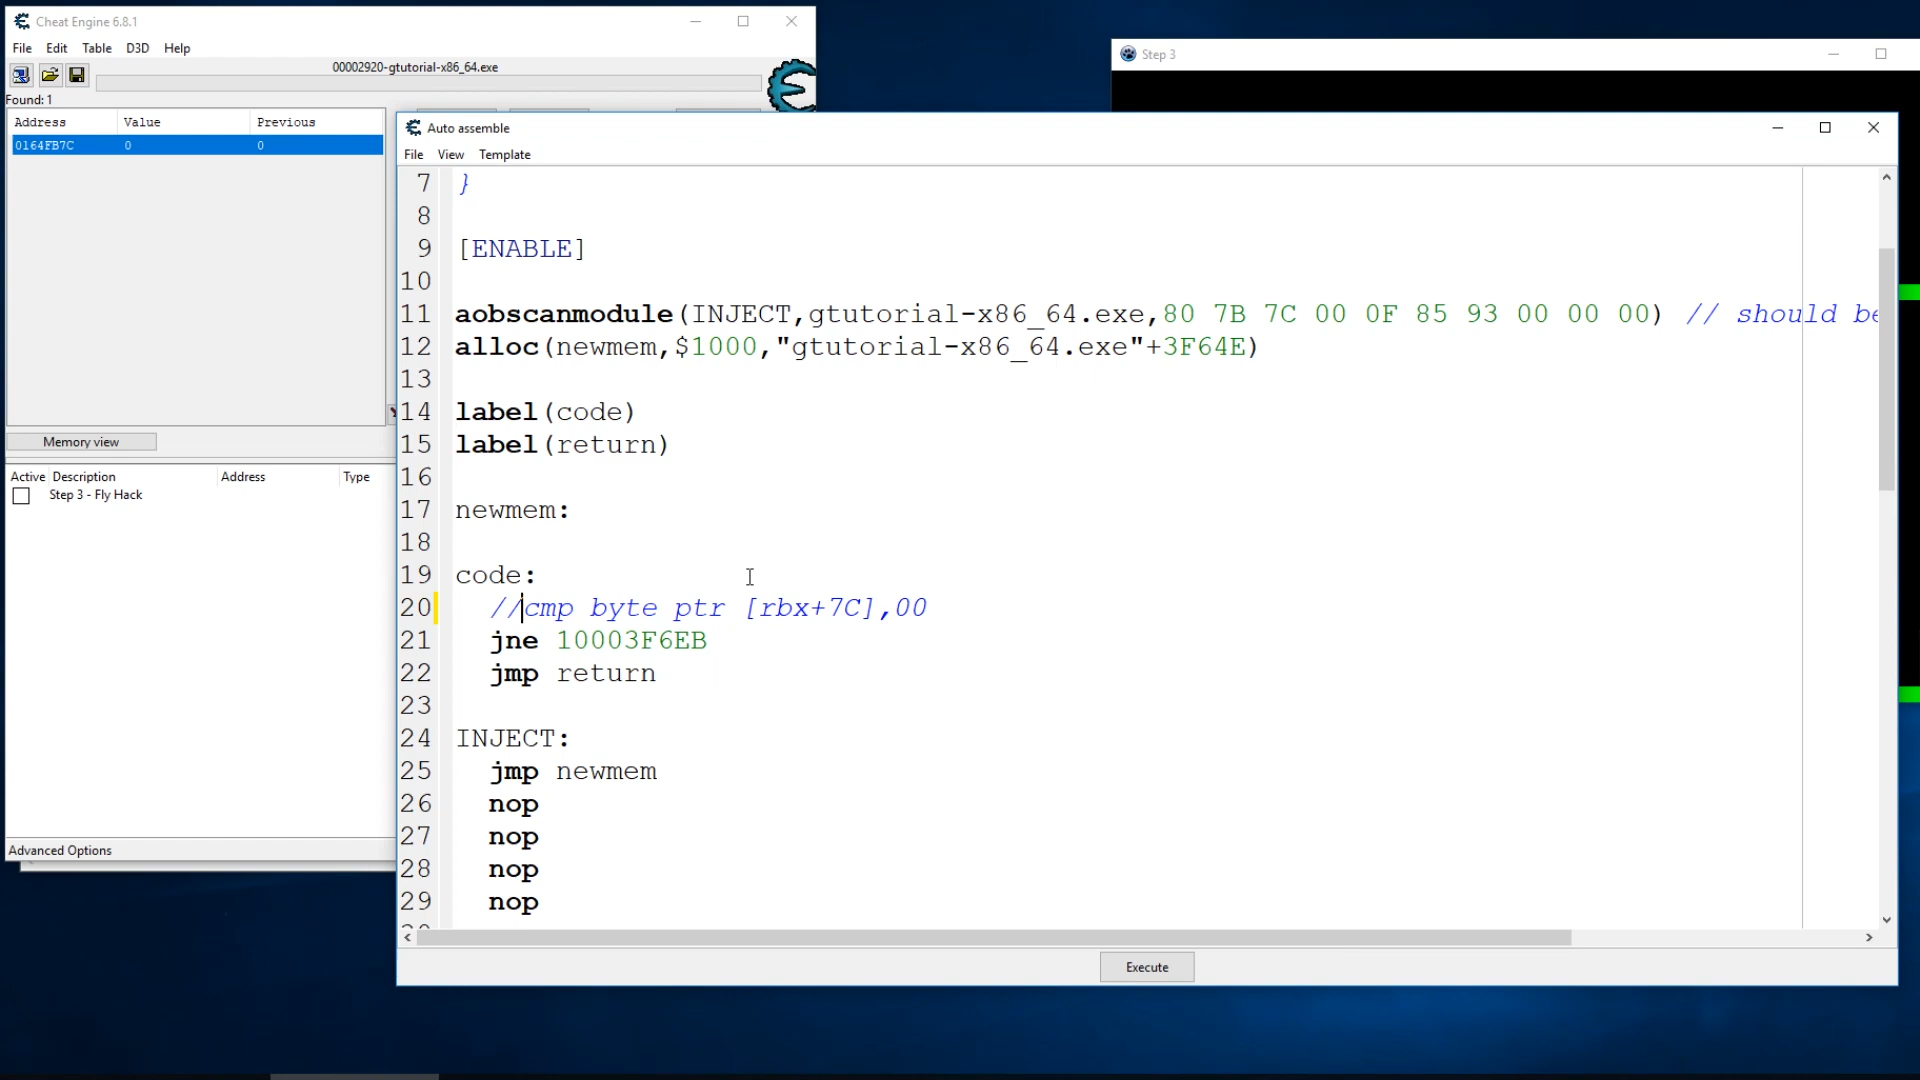 Cheat Engine 6.8.1
File Edit Table D3D Help
00002920-gtutorial-x86_64.exe
Found: 1
Address Value Previous
0164FB7C 0 0
Memory view
Active Description Address Type
Step 3 - Fly Hack
Advanced Options
Step 3
Auto assemble
File View Template
7 }
8
9 [ENABLE]
10
11 aobscanmodule(INJECT,gtutorial-x86_64.exe,80 7B 7C 00 0F 85 93 00 00 00) // should be
12 alloc(newmem,$1000,"gtutorial-x86_64.exe"+3F64E)
13
14 label(code)
15 label(return)
16
17 newmem:
18
19 code:
20 //cmp byte ptr [rbx+7C],00
21 jne 10003F6EB
22 jmp return
23
24 INJECT:
25 jmp newmem
26 nop
27 nop
28 nop
29 nop
Execute